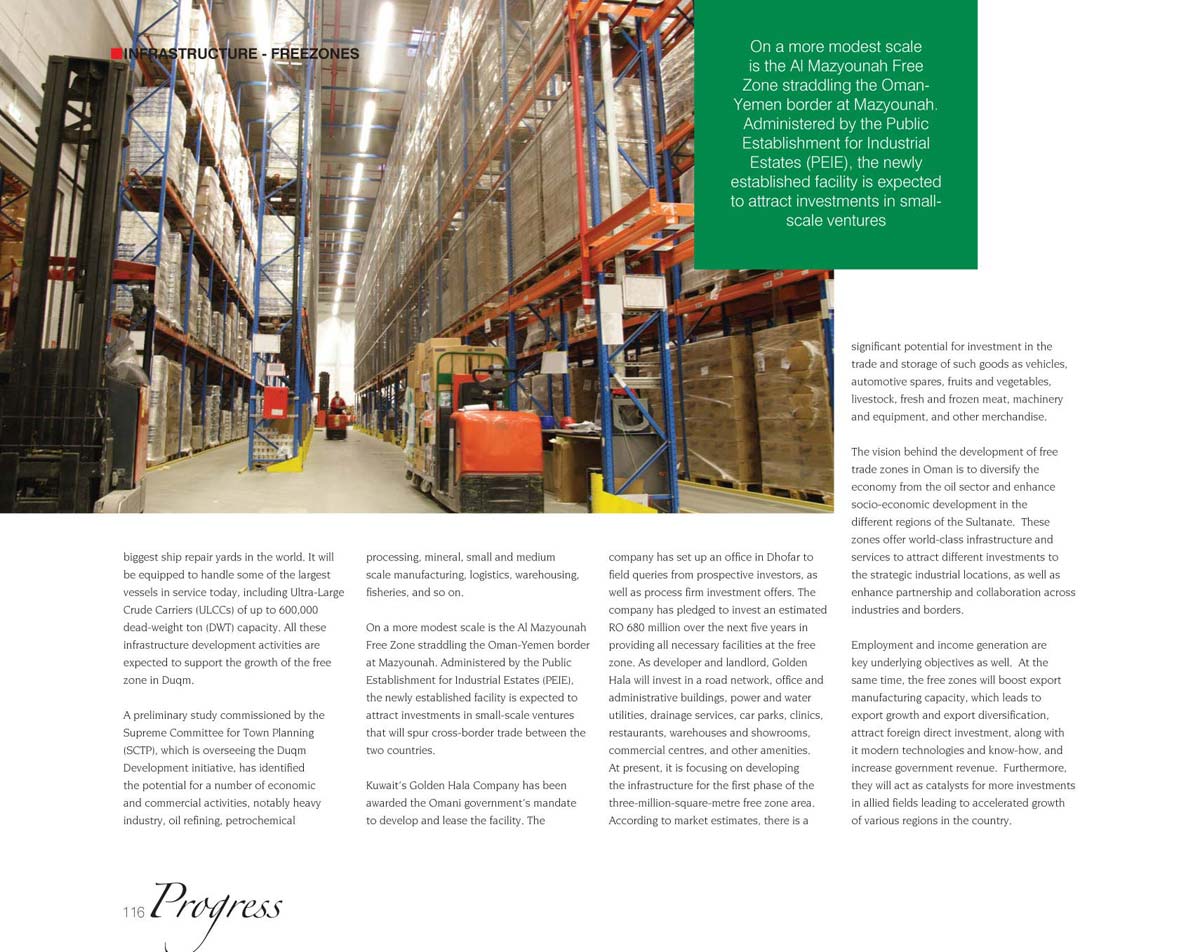 INFRASTRUCTURE - FREEZONES
On a more modest scale
is the Al Mazyounah Free
Zone straddling the Oman-
Yemen border at Mazyounah.
Administered by the Public
Establishment for Industrial
Estates (PEIE), the newly
established facility is expected
to attract investments in small-
scale ventures
biggest ship repair yards in the world. It will
be equipped to handle some of the largest
vessels in service today, including Ultra-Large
Crude Carriers (ULCCs) of up to 600,000
dead-weight ton (DWT) capacity. All these
infrastructure development activities are
expected to support the growth of the free
zone in Duqm.
A preliminary study commissioned by the
Supreme Committee for Town Planning
(SCTP), which is overseeing the Duqm
Development initiative, has identified
the potential for a number of economic
and commercial activities, notably heavy
industry, oil refining, petrochemical
processing, mineral, small and medium
scale manufacturing, logistics, warehousing,
fisheries, and so on.
On a more modest scale is the Al Mazyounah
Free Zone straddling the Oman-Yemen border
at Mazyounah. Administered by the Public
Establishment for Industrial Estates (PEIE),
the newly established facility is expected to
attract investments in small-scale ventures
that will spur cross-border trade between the
two countries.
Kuwait's Golden Hala Company has been
awarded the Omani government's mandate
to develop and lease the facility. The
company has set up an office in Dhofar to
field queries from prospective investors, as
well as process firm investment offers. The
company has pledged to invest an estimated
RO 680 million over the next five years in
providing all necessary facilities at the free
zone. As developer and landlord, Golden
Hala will invest in a road network, office and
administrative buildings, power and water
utilities, drainage services, car parks, clinics,
restaurants, warehouses and showrooms,
commercial centres, and other amenities.
At present, it is focusing on developing
the infrastructure for the first phase of the
three-million-square-metre free zone area.
According to market estimates, there is a
significant potential for investment in the
trade and storage of such goods as vehicles,
automotive spares, fruits and vegetables,
livestock, fresh and frozen meat, machinery
and equipment, and other merchandise.
The vision behind the development of free
trade zones in Oman is to diversify the
economy from the oil sector and enhance
socio-economic development in the
different regions of the Sultanate.  These
zones offer world-class infrastructure and
services to attract different investments to
the strategic industrial locations, as well as
enhance partnership and collaboration across
industries and borders.
Employment and income generation are
key underlying objectives as well.  At the
same time, the free zones will boost export
manufacturing capacity, which leads to
export growth and export diversification,
attract foreign direct investment, along with
it modern technologies and know-how, and
increase government revenue.  Furthermore,
they will act as catalysts for more investments
in allied fields leading to accelerated growth
of various regions in the country.
116 Progress